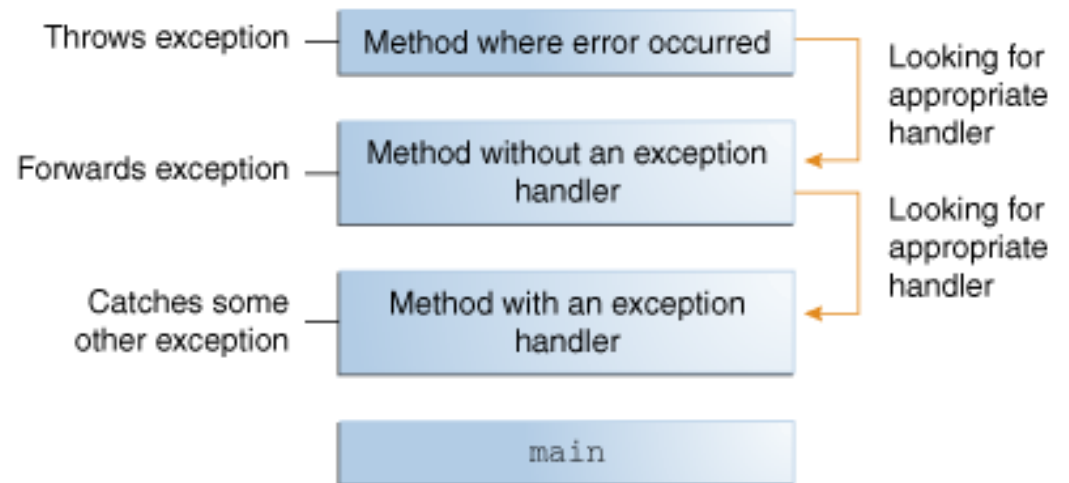 Throws exception
Method where error occurred
Looking for
appropriate
handler
Forwards exception
Method without an exception
handler
Looking for
appropriate
handler
Catches some
other exception
Method with an exception
handler
main